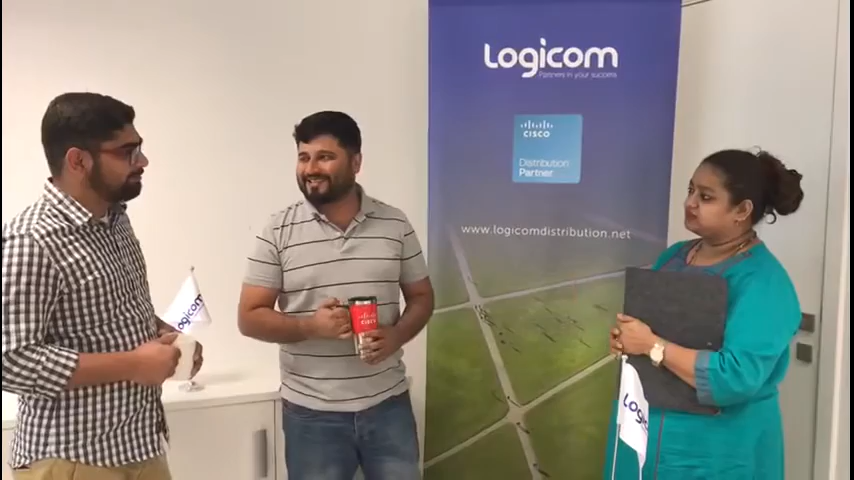 Logicom
Partners in your success
cisco
Distribution
Partner
www.logicomdistribution.net
Logicom
CISCO
Logicom